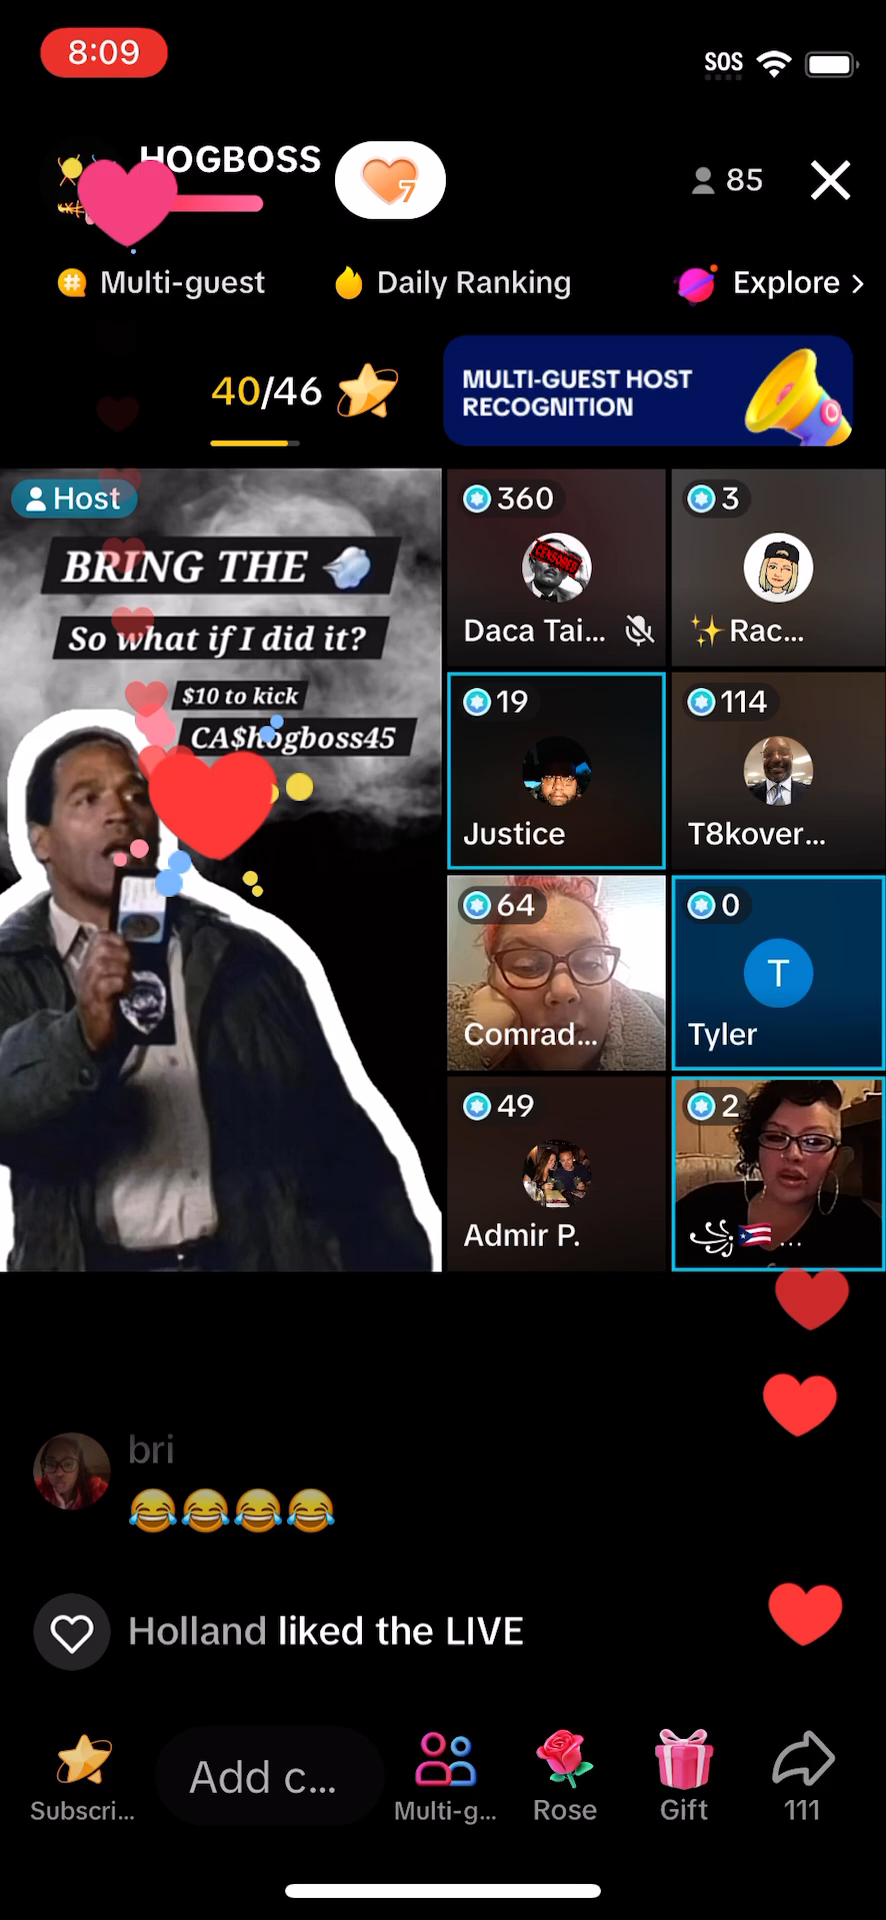 8:09
SOS
HOGBOSS
7
85
Multi-guest
Daily Ranking
Explore >
40/46
MULTI-GUEST HOST
RECOGNITION
Host
BRING THE 💨
So what if I did it?
$10 to kick
CA$hogboss45
360
CENSORED
Daca Tai...
3
✨Rac...
19
Justice
114
T8kover...
64
Comrad...
0
T
Tyler
49
Admir P.
2
🇵🇷 ...
bri
😂😂😂😂
Holland liked the LIVE
Subscri...
Add c...
Multi-g...
Rose
Gift
111